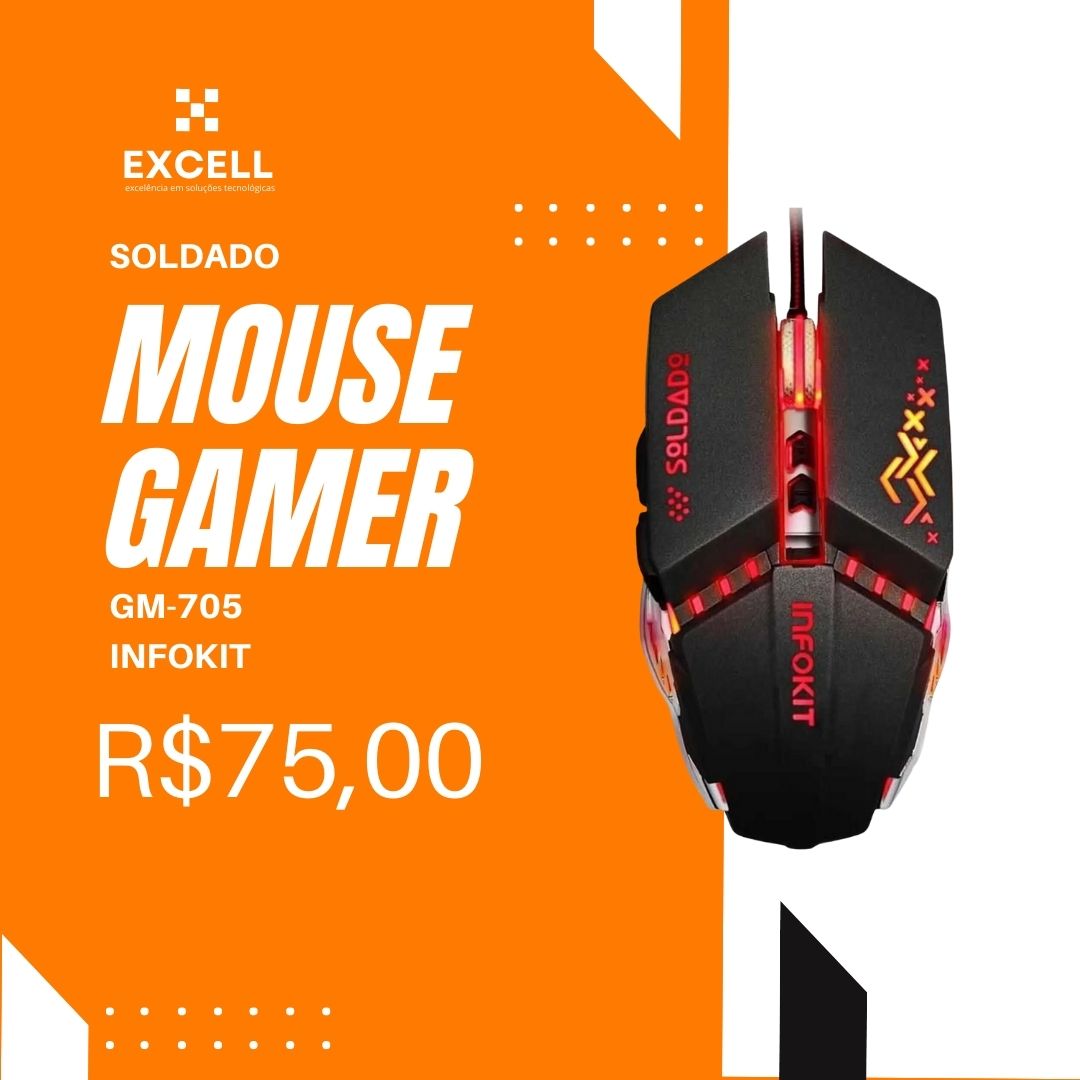 EXCELL
excelência em soluções tecnológicas
SOLDADO
MOUSE
GAMER
GM-705
INFOKIT
R$75,00
SOLDADO
INFOKIT